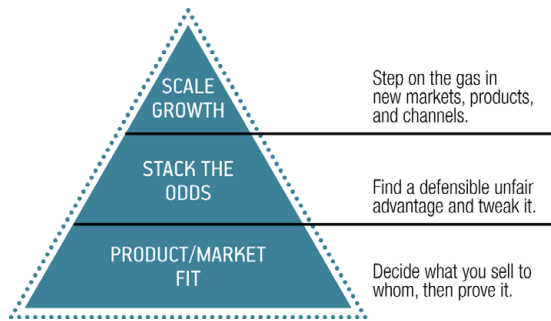 SCALE
GROWTH
Step on the gas in
new markets, products,
and channels.
STACK THE
ODDS
Find a defensible unfair
advantage and tweak it.
PRODUCT/MARKET
FIT
Decide what you sell to
whom, then prove it.